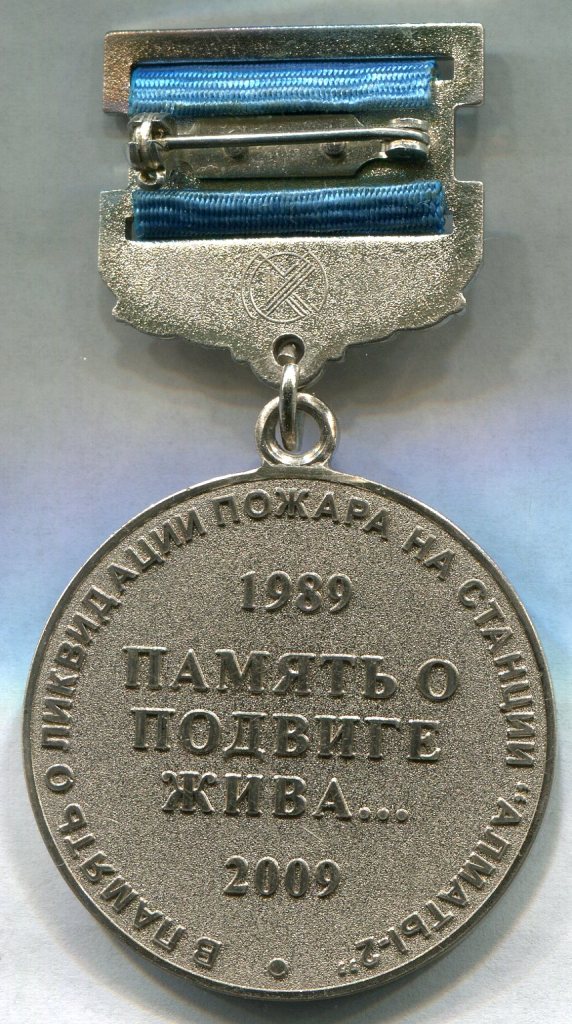 В ПАМЯТЬ О ЛИКВИДАЦИИ ПОЖАРА НА СТАНЦИИ "АЛМАТЫ-2"
1989
ПАМЯТЬ О
ПОДВИГЕ
ЖИВА...
2009